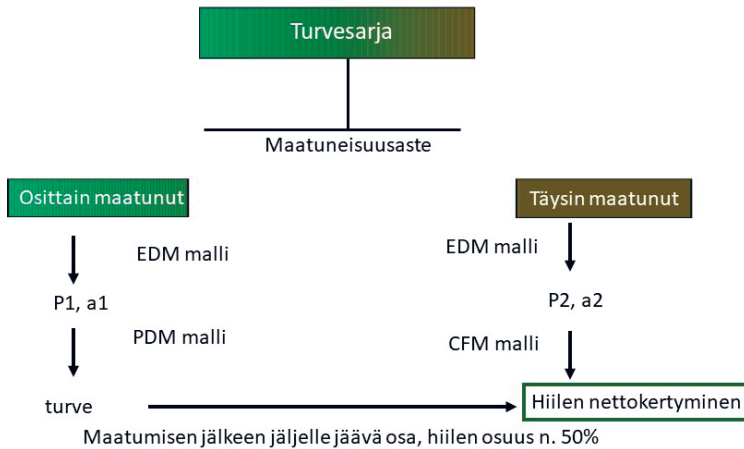 Turvesarja
Maatuneisuusaste
Osittain maatunut
Täysin maatunut
EDM malli
EDM malli
P1, a1
P2, a2
PDM malli
CFM malli
turve
Hiilen nettokertyminen
Maatumisen jälkeen jäljelle jäävä osa, hiilen osuus n. 50%